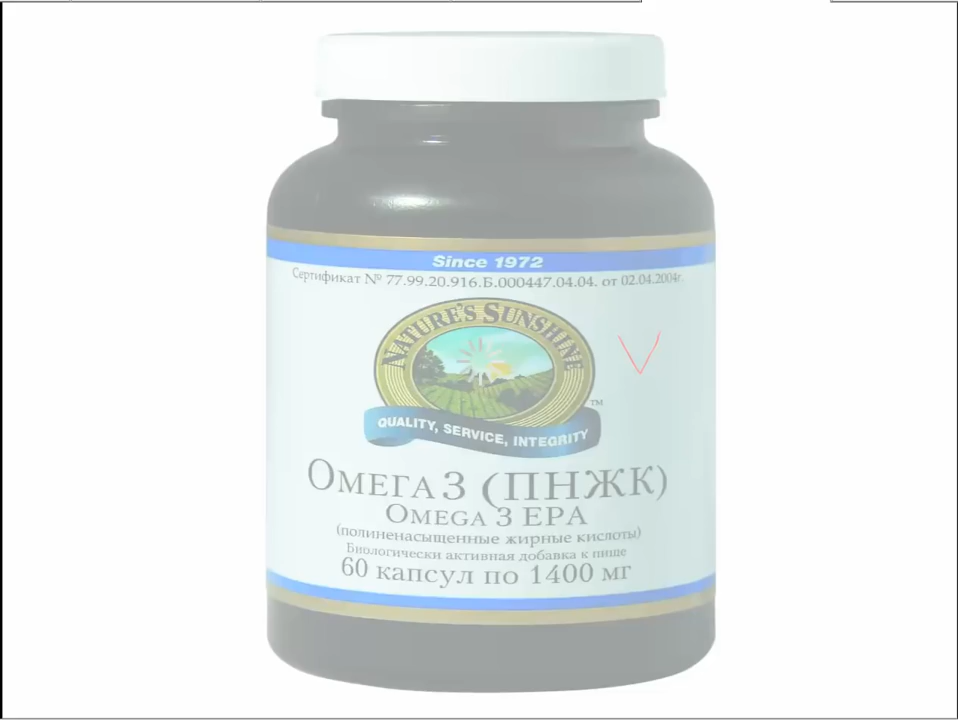 Since 1972
Сертификат № 77.99.20.916.Б.000447.04.04. от 02.04.2004г.
NATURE'S SUNSHINE
TM
QUALITY, SERVICE, INTEGRITY
ОМЕГА 3 (ПНЖК)
OMEGA 3 EPA
(полиненасыщенные жирные кислоты)
Биологически активная добавка к пище
60 капсул по 1400 мг